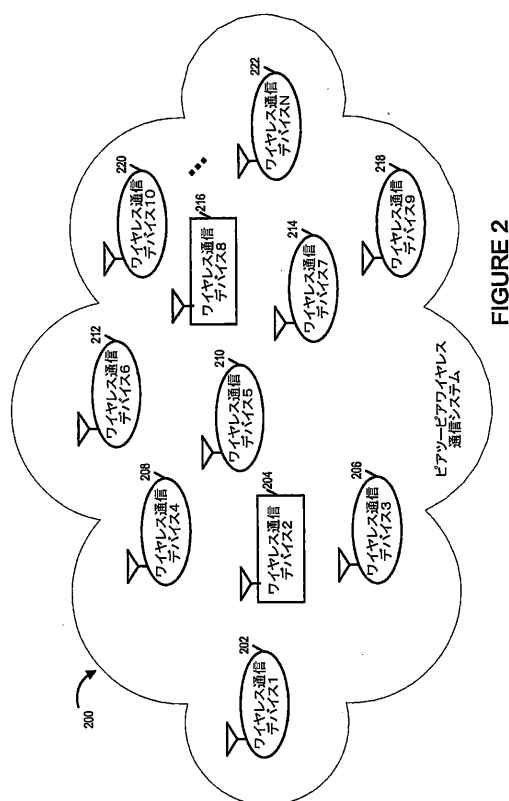 200
202
ワイヤレス通信
デバイス1
204
ワイヤレス通信
デバイス2
206
ワイヤレス通信
デバイス3
208
ワイヤレス通信
デバイス4
210
ワイヤレス通信
デバイス5
212
ワイヤレス通信
デバイス6
214
ワイヤレス通信
デバイス7
216
ワイヤレス通信
デバイス8
218
ワイヤレス通信
デバイス9
220
ワイヤレス通信
デバイス10
222
ワイヤレス通信
デバイスN
ピアツーピアワイヤレス
通信システム
FIGURE 2